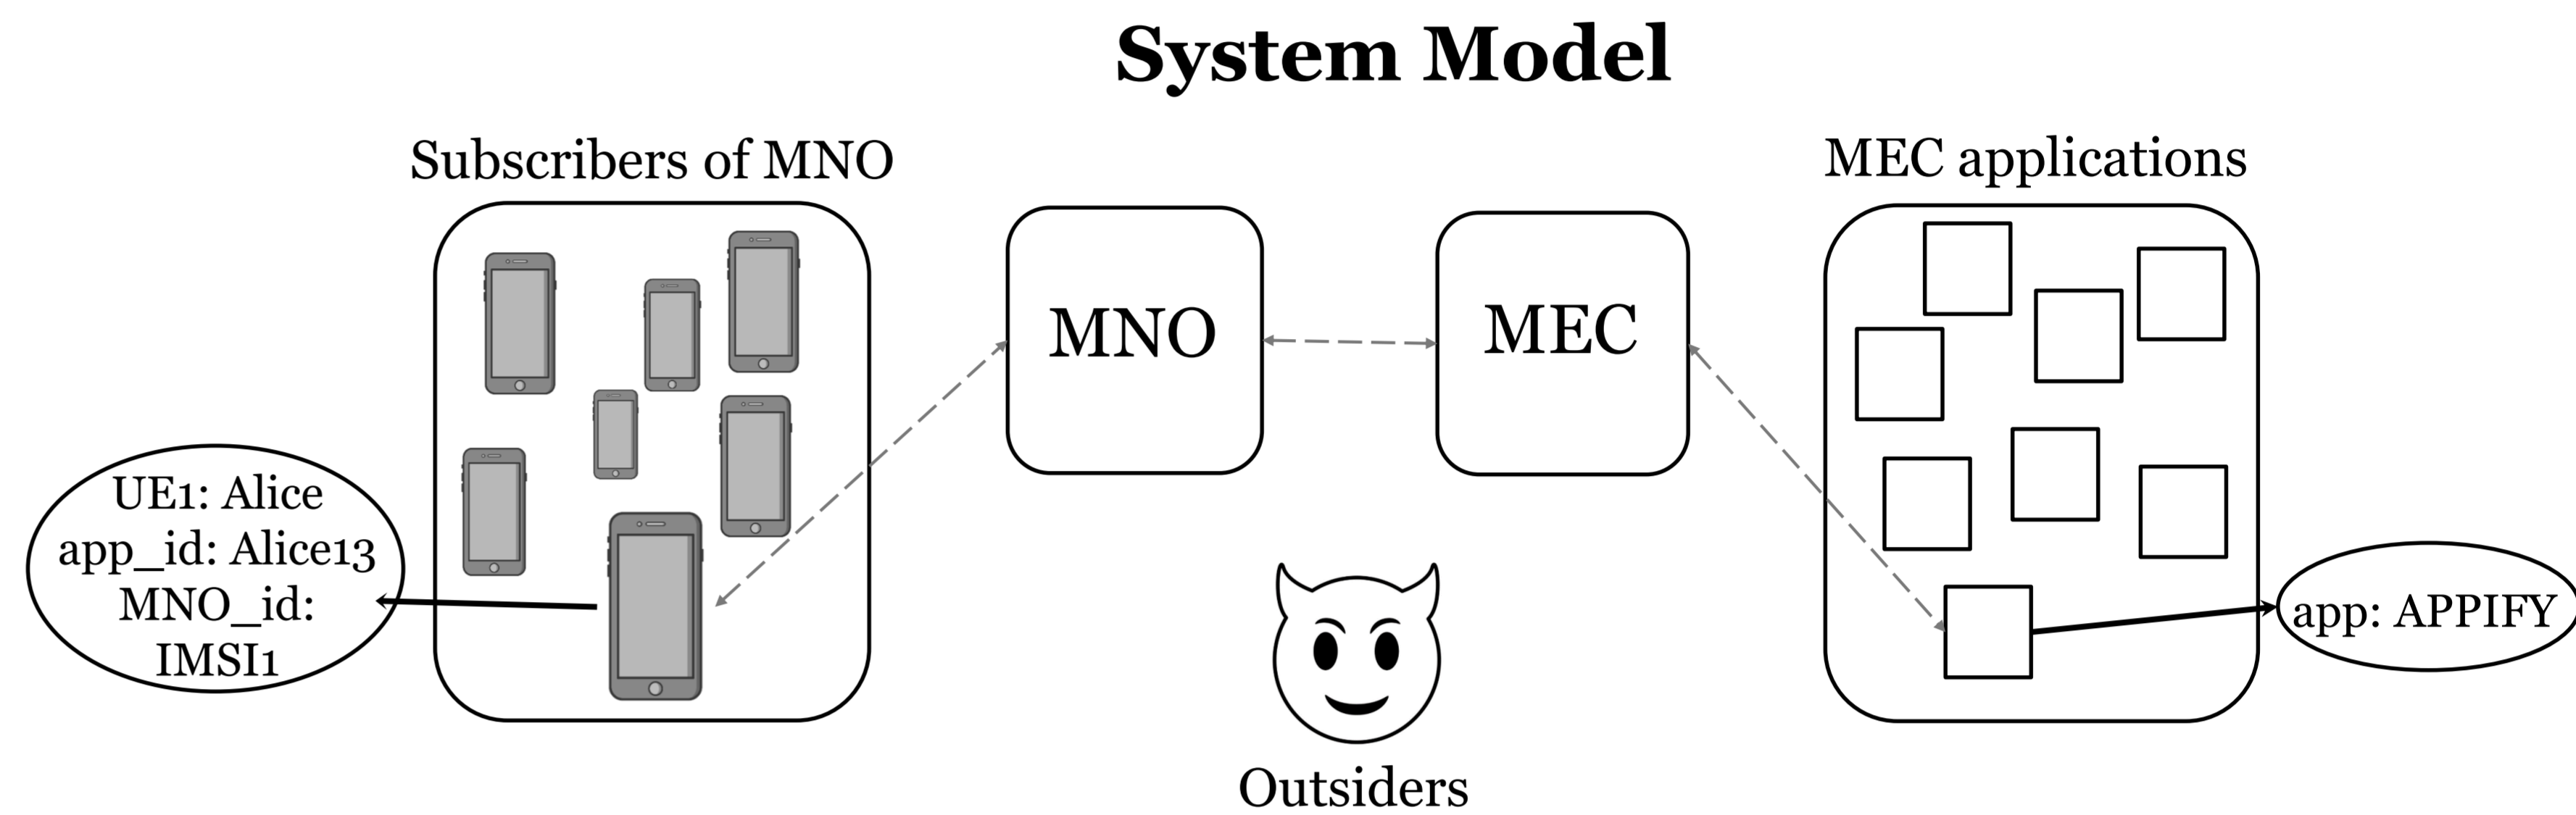 System Model
Subscribers of MNO
MEC applications
MNO
MEC
UE1: Alice
app_id: Alice13
MNO_id:
IMSI1
app: APPIFY
Outsiders